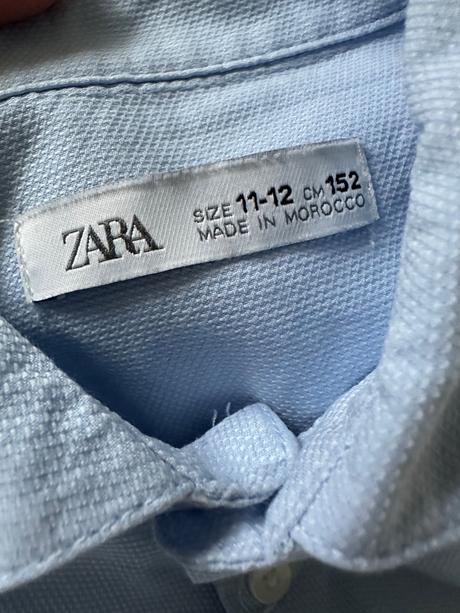 ZARA
SIZE 11-12 CM 152
MADE IN MOROCCO